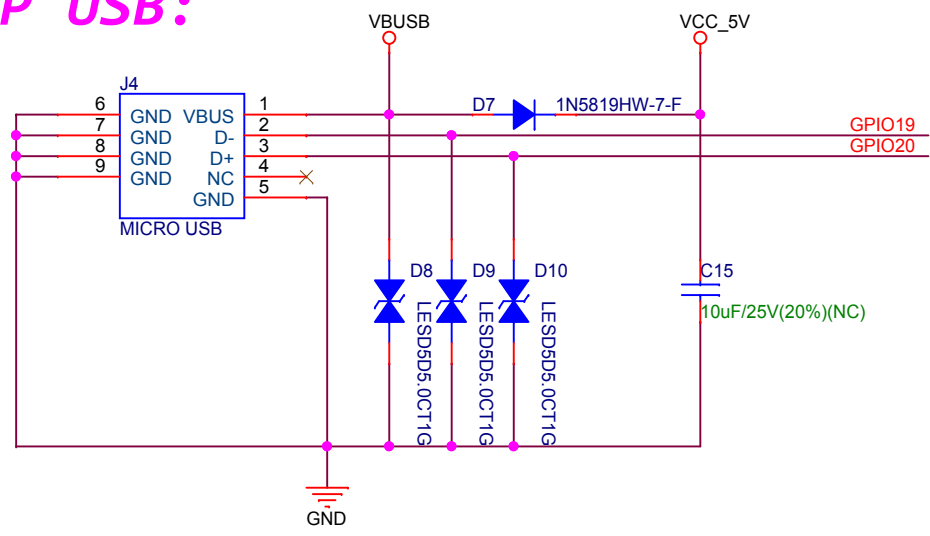 P USB:
VBUSB
VCC_5V
J4
6 GND VBUS 1
7 GND D- 2
8 GND D+ 3
9 GND NC 4
GND 5
MICRO USB
D7 1N5819HW-7-F
GPIO19
GPIO20
D8
LESD5D5.0CT1G
D9
LESD5D5.0CT1G
D10
LESD5D5.0CT1G
C15
10uF/25V(20%)(NC)
GND